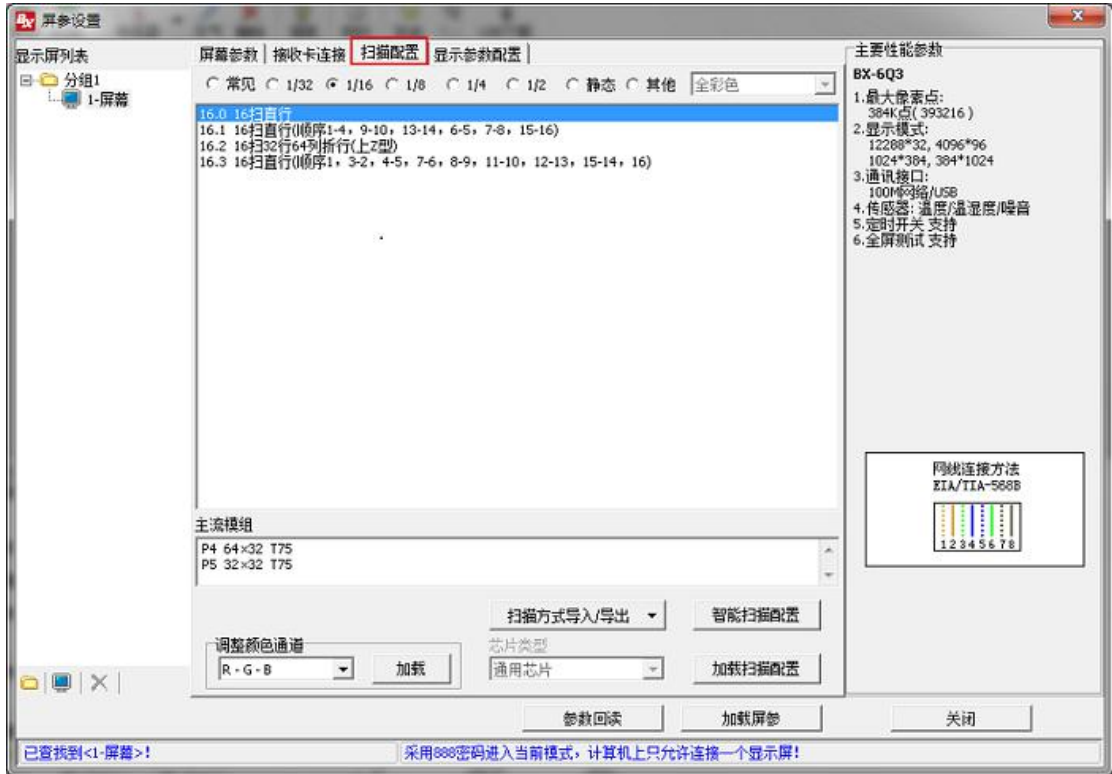 BX 屏参设置
显示屏列表
分组1
1-屏幕
屏幕参数 接收卡连接 扫描配置 显示参数配置
常见 1/32 1/16 1/8 1/4 1/2 静态 其他 全彩色
16.0 16扫直行
16.1 16扫直行(顺序1-4, 9-10, 13-14, 6-5, 7-8, 15-16)
16.2 16扫32行64列折行(上Z型)
16.3 16扫直行(顺序1, 3-2, 4-5, 7-6, 8-9, 11-10, 12-13, 15-14, 16)
主流模组
P4 64×32 T75
P5 32×32 T75
扫描方式导入/导出 智能扫描配置
调整颜色通道
R-G-B 加载
芯片类型
通用芯片 加载扫描配置
主要性能参数
BX-6Q3
1.最大像素点:
384K点( 393216 )
2.显示模式:
12288*32, 4096*96
1024*384, 384*1024
3.通讯接口:
100M网络/USB
4.传感器: 温度/温湿度/噪音
5.定时开关 支持
6.全屏测试 支持
网线连接方法
EIA/TIA-568B
12345678
参数回读 加载屏参 关闭
已查找到<1-屏幕>! 采用888密码进入当前模式, 计算机上只允许连接一个显示屏!